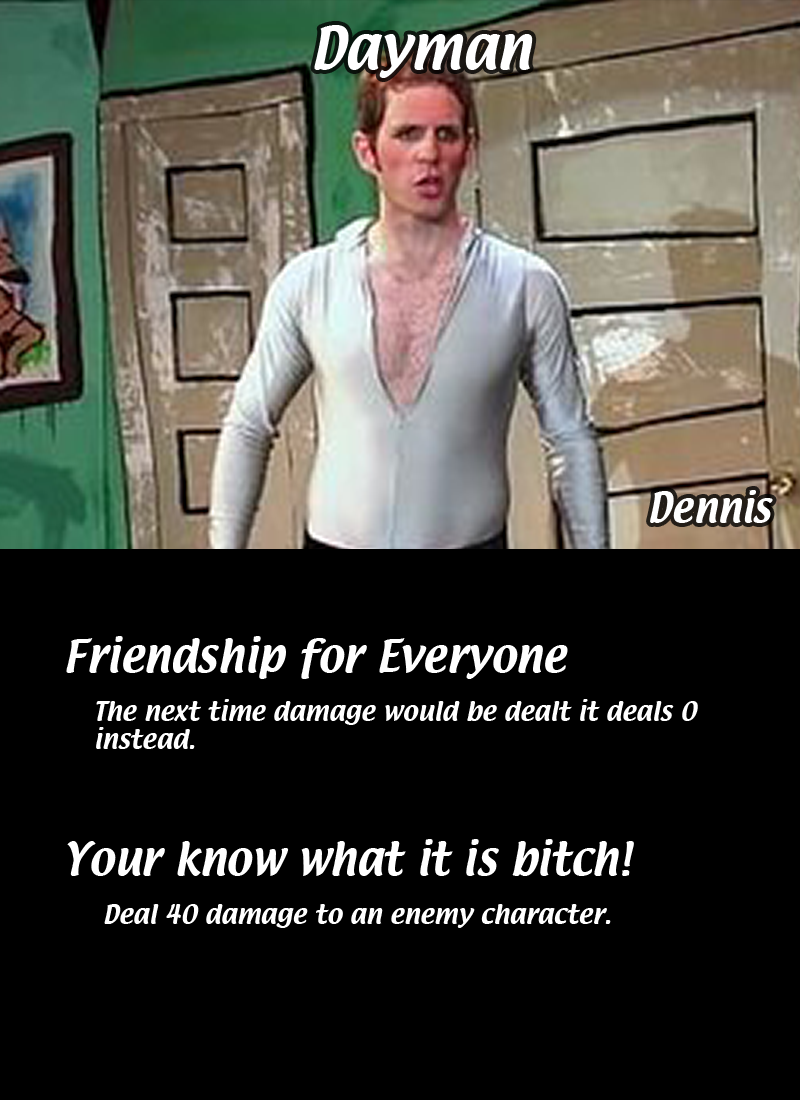 Dayman
Dennis
Friendship for Everyone
The next time damage would be dealt it deals 0
instead.
Your know what it is bitch!
Deal 40 damage to an enemy character.